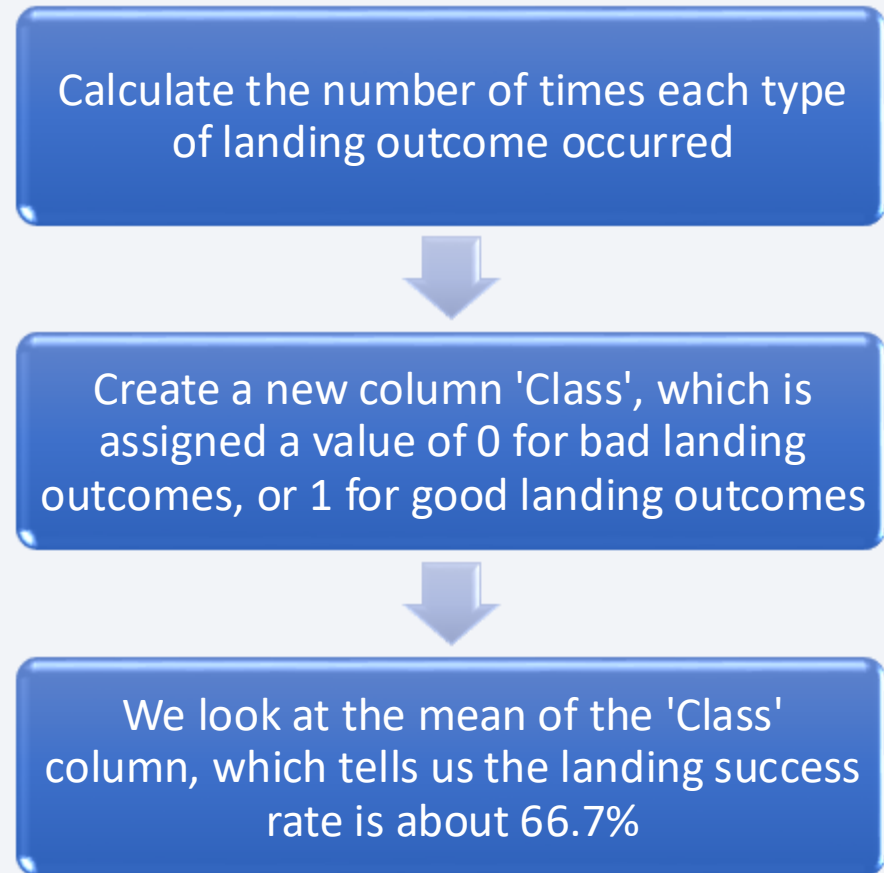 Calculate the number of times each type
of landing outcome occurred
Create a new column 'Class', which is
assigned a value of 0 for bad landing
outcomes, or 1 for good landing outcomes
We look at the mean of the 'Class'
column, which tells us the landing success
rate is about 66.7%